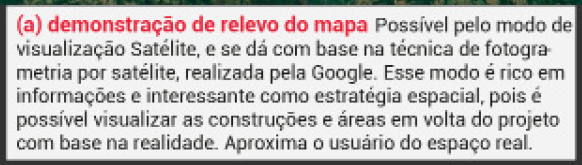 (a) demonstração de relevo do mapa Possível pelo modo de
visualização Satélite, e se dá com base na técnica de fotogra-
metria por satélite, realizada pela Google. Esse modo é rico em
informações e interessante como estratégia espacial, pois é
possível visualizar as construções e áreas em volta do projeto
com base na realidade. Aproxima o usuário do espaço real.